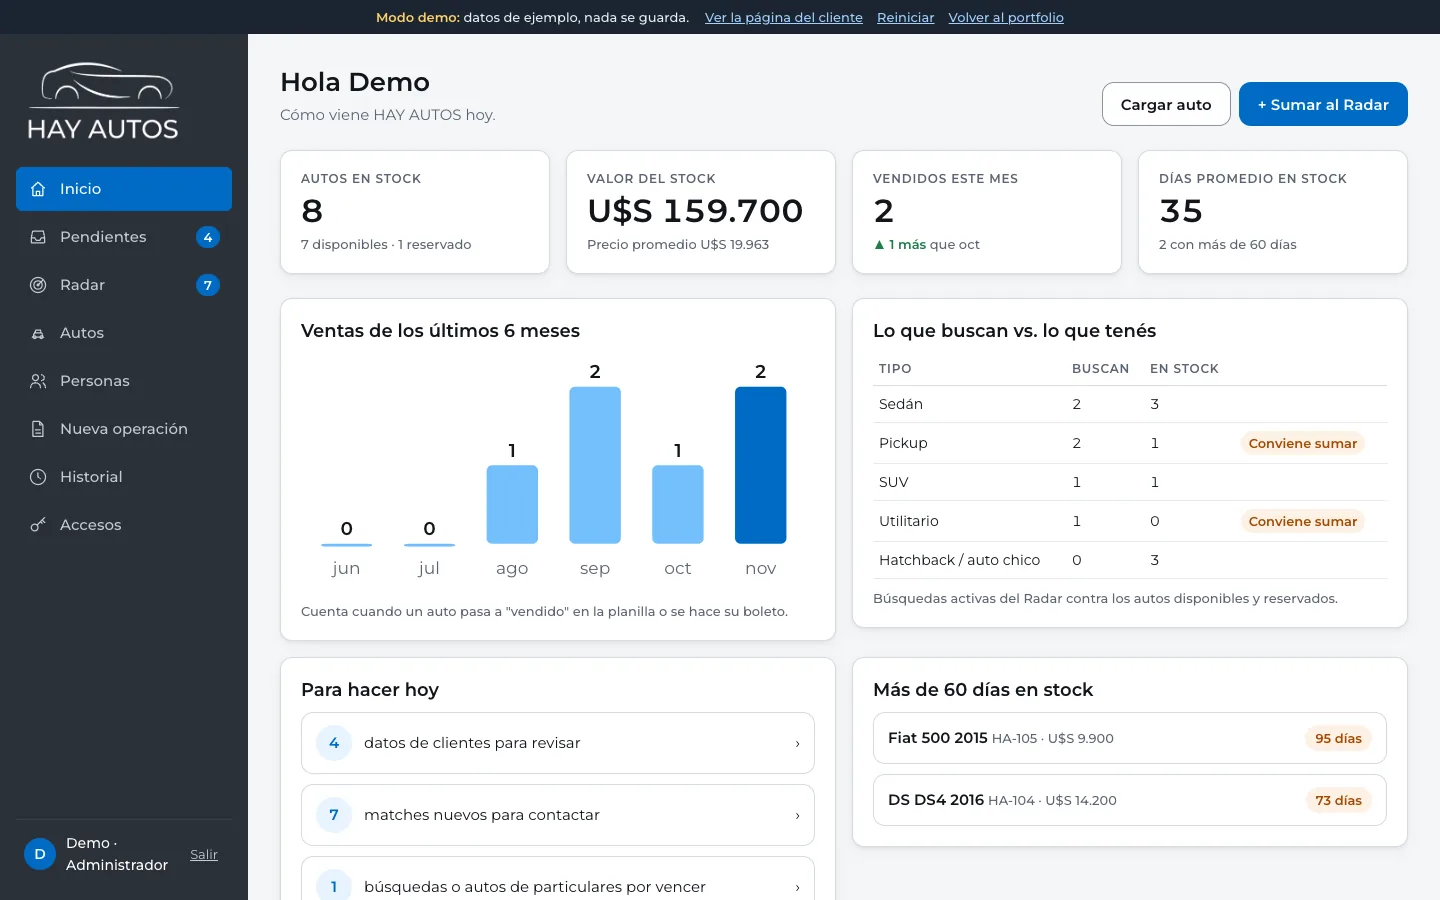 Modo demo: datos de ejemplo, nada se guarda. Ver la página del cliente Reiniciar Volver al portfolio
HAY AUTOS
Inicio
Pendientes 4
Radar 7
Autos
Personas
Nueva operación
Historial
Accesos
D
Demo ·
Administrador
Salir
Hola Demo
Cómo viene HAY AUTOS hoy.
Cargar auto
+ Sumar al Radar
AUTOS EN STOCK
8
7 disponibles · 1 reservado
VALOR DEL STOCK
U$S 159.700
Precio promedio U$S 19.963
VENDIDOS ESTE MES
2
▲ 1 más que oct
DÍAS PROMEDIO EN STOCK
35
2 con más de 60 días
Ventas de los últimos 6 meses
0 0 1 2 1 2
jun jul ago sep oct nov
Cuenta cuando un auto pasa a "vendido" en la planilla o se hace su boleto.
Lo que buscan vs. lo que tenés
TIPO BUSCAN EN STOCK
Sedán 2 3
Pickup 2 1 Conviene sumar
SUV 1 1
Utilitario 1 0 Conviene sumar
Hatchback / auto chico 0 3
Búsquedas activas del Radar contra los autos disponibles y reservados.
Para hacer hoy
4 datos de clientes para revisar ›
7 matches nuevos para contactar ›
1 búsquedas o autos de particulares por vencer ›
Más de 60 días en stock
Fiat 500 2015 HA-105 · U$S 9.900 95 días
DS DS4 2016 HA-104 · U$S 14.200 73 días